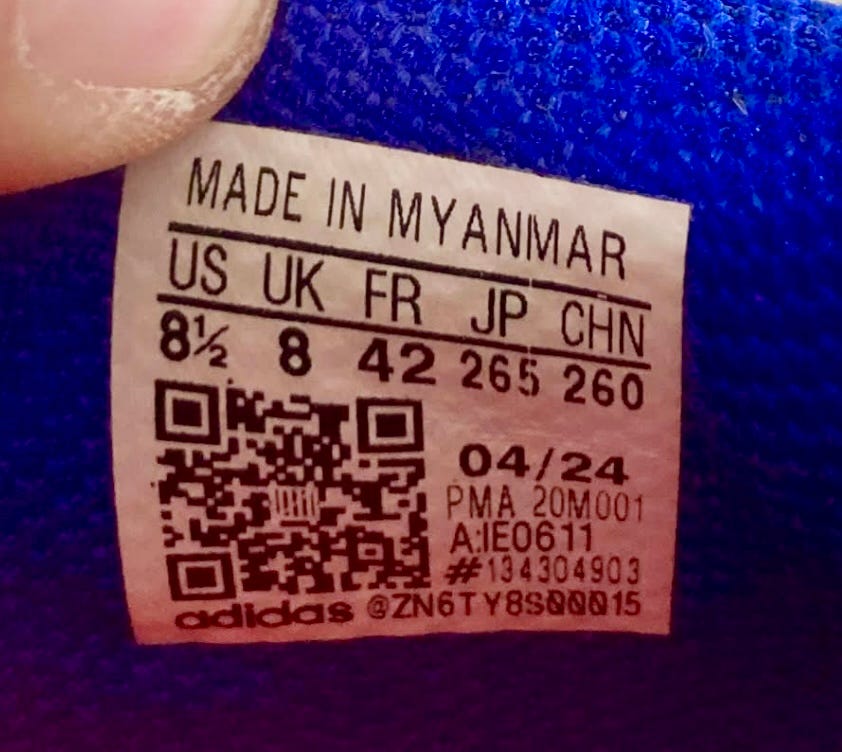 MADE IN MYANMAR
US UK FR JP CHN
8½ 8 42 265 260
04/24
PMA 20M001
A:IE0611
#134304903
adidas @ZN6TY8S00015